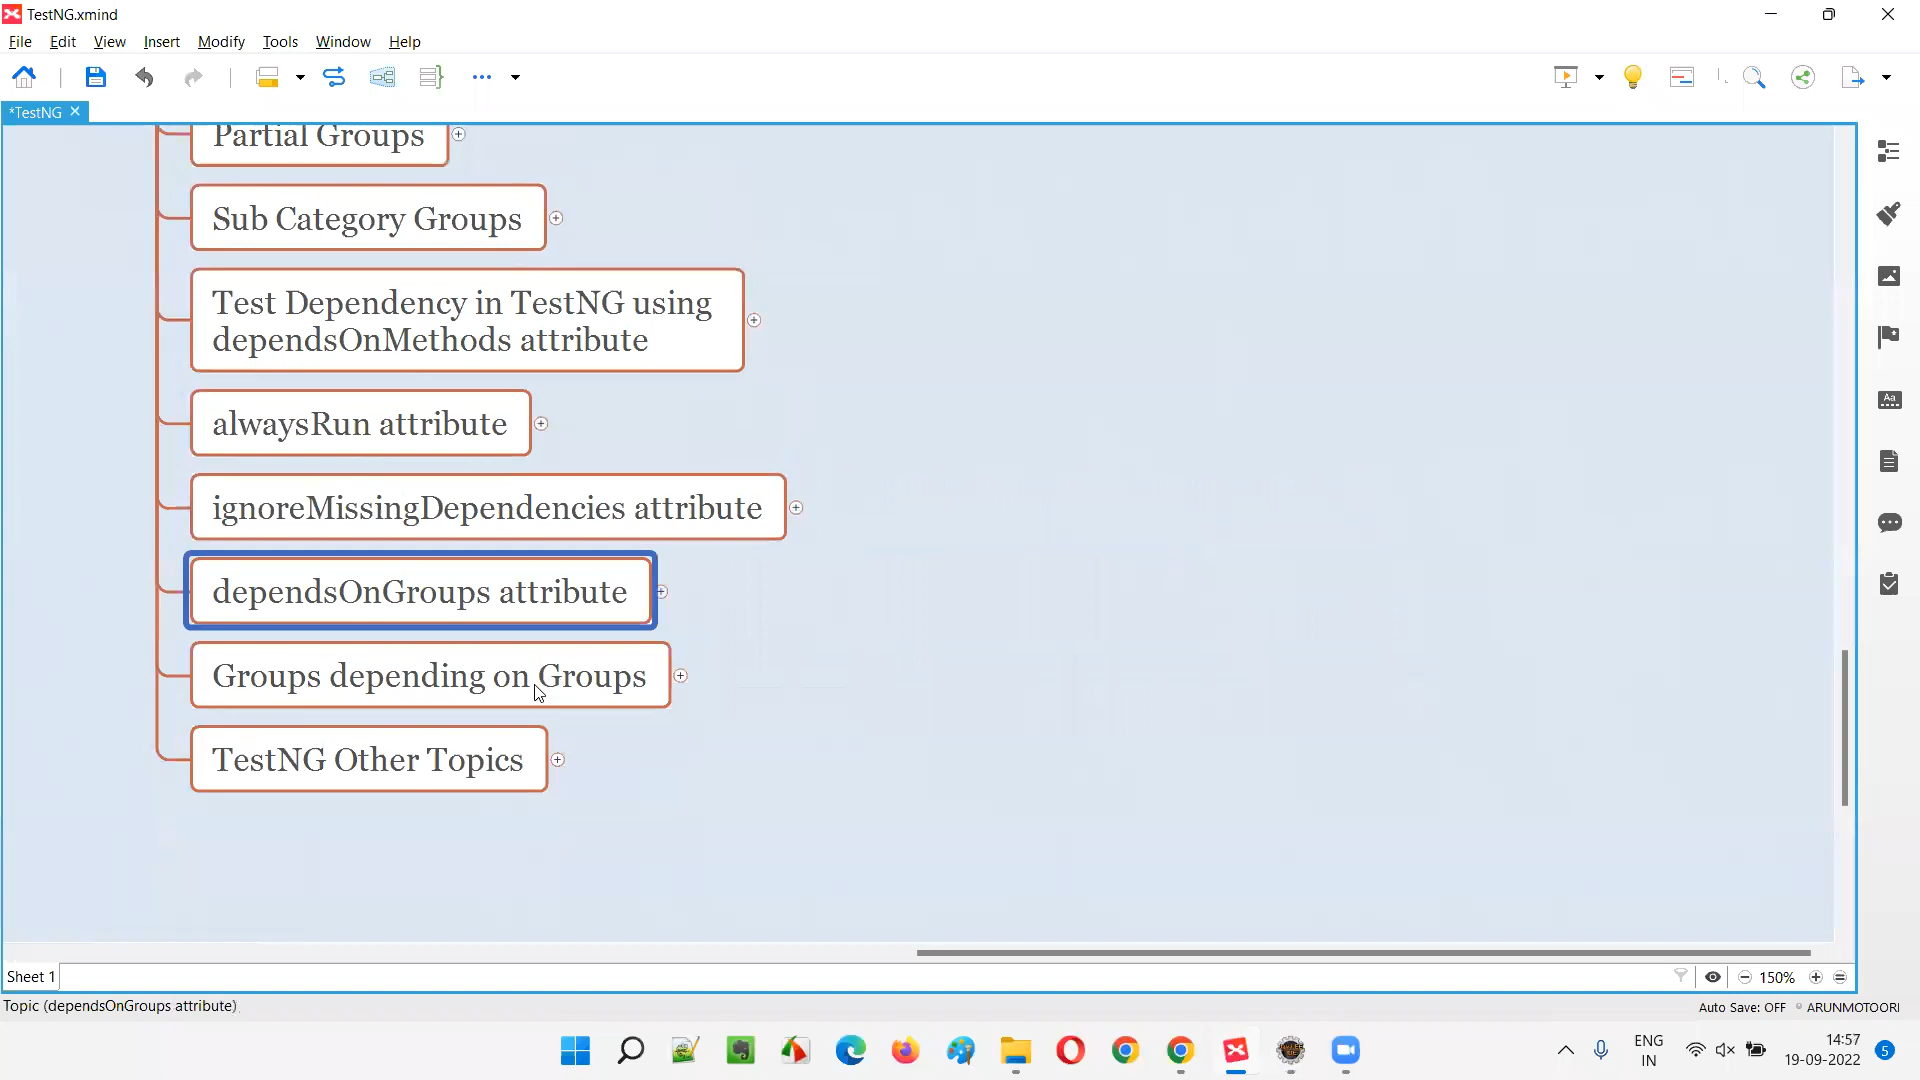 TestNG.xmind
File Edit View Insert Modify Tools Window Help
*TestNG
Partial Groups
Sub Category Groups
Test Dependency in TestNG using
dependsOnMethods attribute
alwaysRun attribute
ignoreMissingDependencies attribute
dependsOnGroups attribute
Groups depending on Groups
TestNG Other Topics
Sheet 1
150%
Topic (dependsOnGroups attribute)
Auto Save: OFF
ARUNMOTOORI
ENG
IN
14:57
19-09-2022
5
Aa